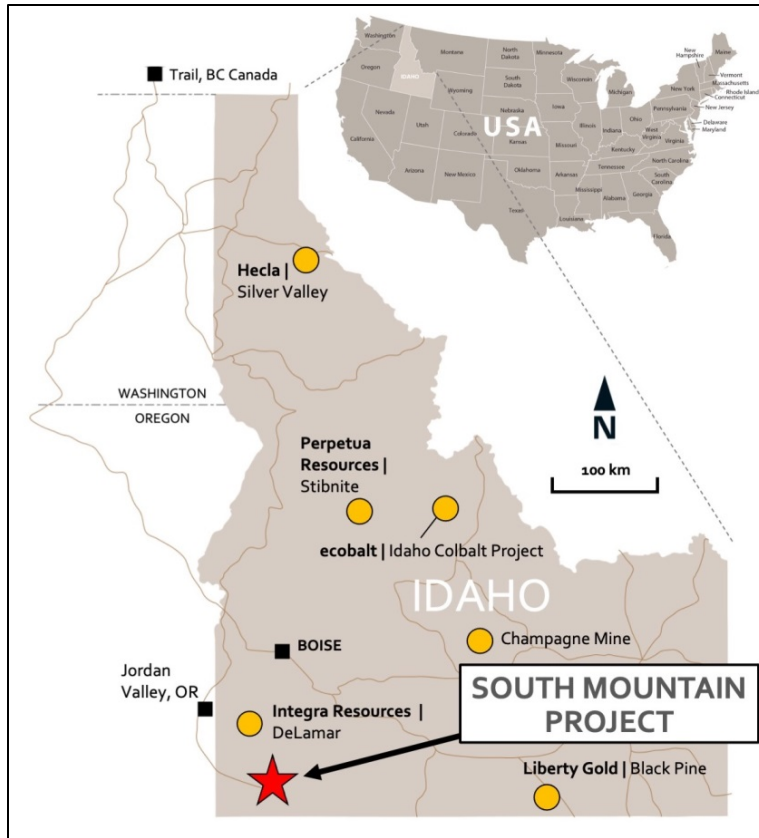 Trail, BC Canada
Washington
Oregon
California
Nevada
IDAHO
Montana
Wyoming
Utah
Arizona
Colorado
New Mexico
North
Dakota
South
Dakota
Nebraska
Kansas
Oklahoma
Texas
Minnesota
Iowa
Missouri
Arkansas
Louisiana
Wisconsin
Illinois
Michigan
Indiana
Ohio
Kentucky
Tennessee
Mississippi
Alabama
Georgia
Florida
South
Carolina
North Carolina
Virginia
West
Virginia
Pennsylvania
New York
New
Hampshire
Maine
Vermont
Massachusetts
Rhode Island
Connecticut
New Jersey
Delaware
Maryland
USA
Hecla |
Silver Valley
WASHINGTON
OREGON
N
100 km
Perpetua
Resources |
Stibnite
ecobalt | Idaho Colbalt Project
IDAHO
Champagne Mine
BOISE
Jordan
Valley, OR
SOUTH MOUNTAIN
PROJECT
Integra Resources |
DeLamar
Liberty Gold | Black Pine